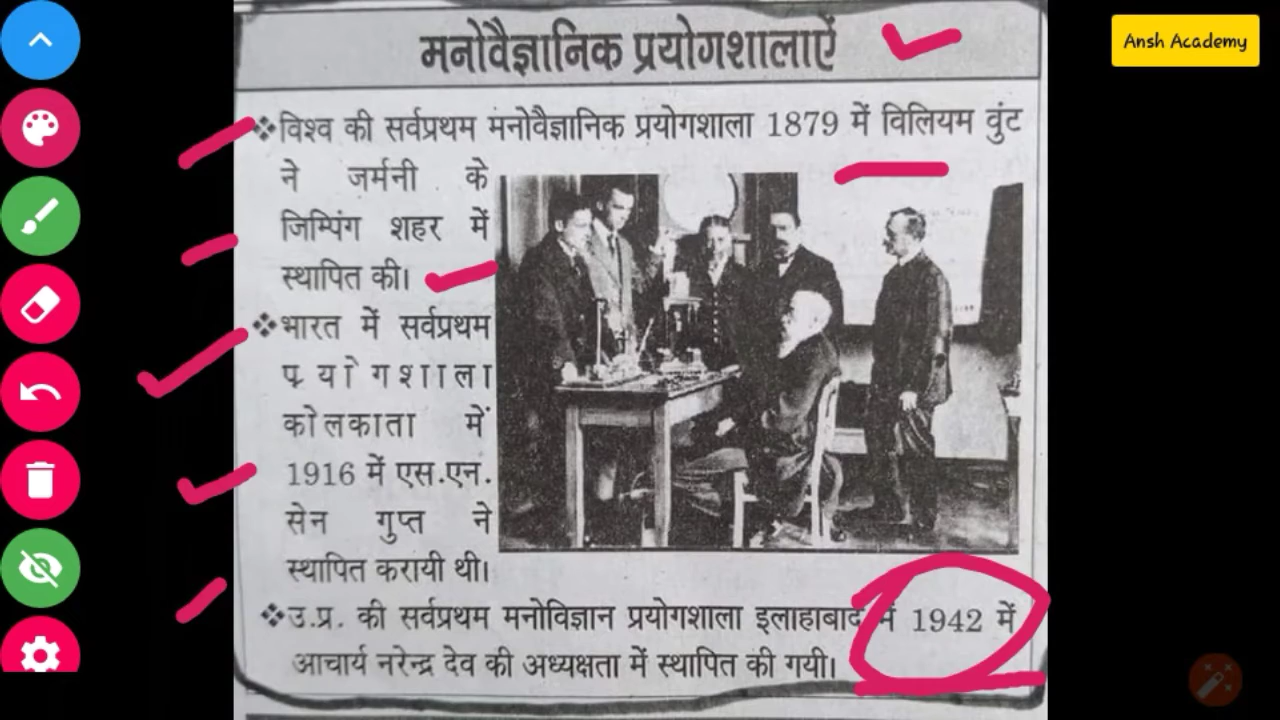 Ansh Academy
मनोवैज्ञानिक प्रयोगशालाऐं
❖विश्व की सर्वप्रथम मनोवैज्ञानिक प्रयोगशाला 1879 में विलियम वुंट
ने जर्मनी के
जिम्पिंग शहर में
स्थापित की।
❖भारत में सर्वप्रथम
प्रयोगशाला
कोलकाता में
1916 में एस.एन.
सेन गुप्त ने
स्थापित करायी थी।
❖उ.प्र. की सर्वप्रथम मनोविज्ञान प्रयोगशाला इलाहाबाद में 1942 में
आचार्य नरेन्द्र देव की अध्यक्षता में स्थापित की गयी।